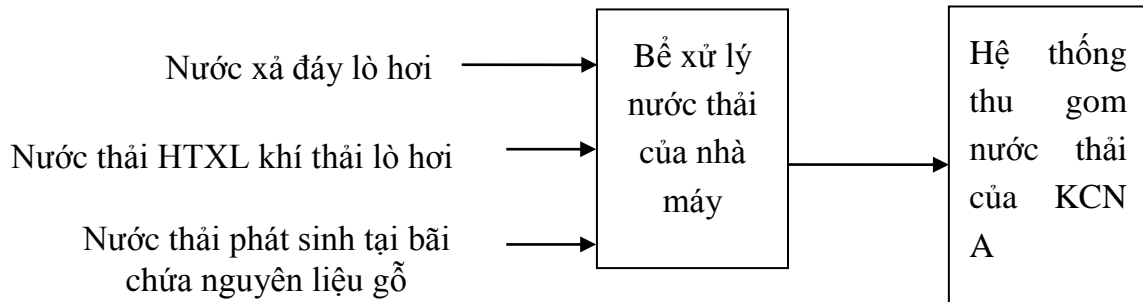 Nước xả đáy lò hơi
Nước thải HTXL khí thải lò hơi
Nước thải phát sinh tại bãi
chứa nguyên liệu gỗ
Bể xử lý
nước thải
của nhà
máy
Hệ thống
thu gom
nước thải
của KCN
A